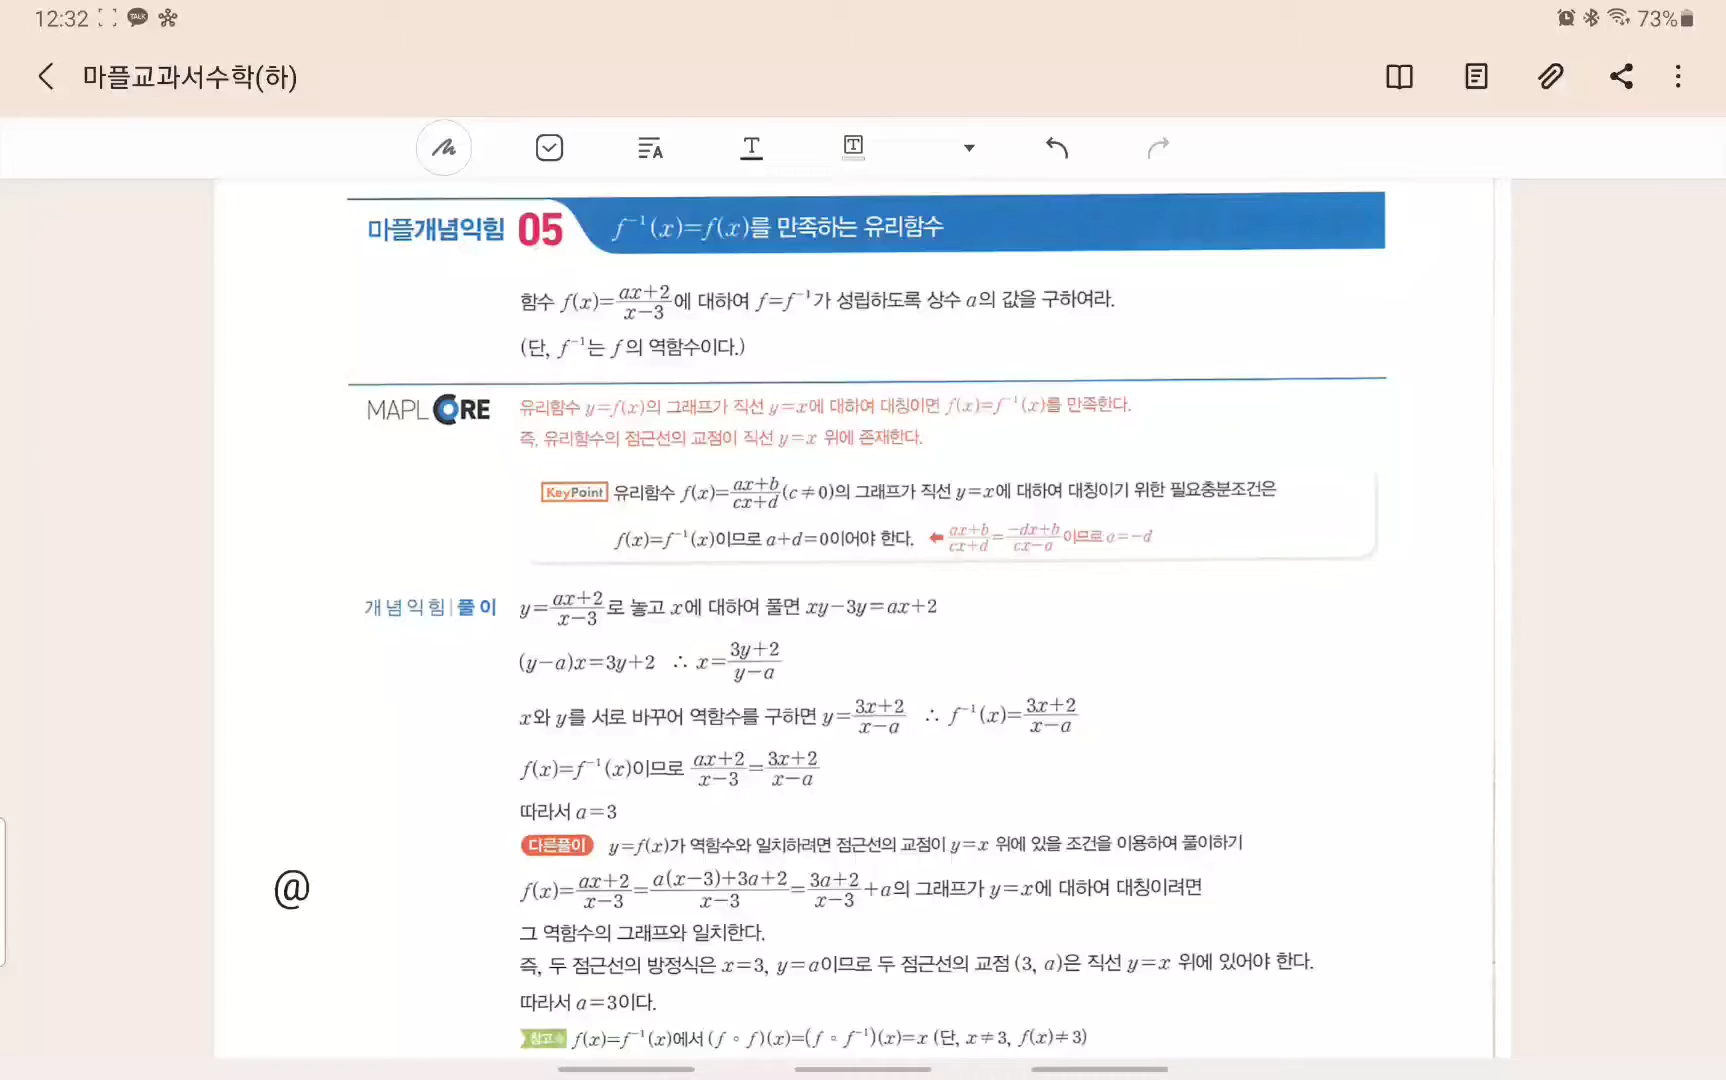 12:32 TALK 73%
마플교과서수학(하)
마플개념익힘 05 f⁻¹(x)=f(x)를 만족하는 유리함수
함수 f(x)=(ax+2)/(x-3)에 대하여 f=f⁻¹가 성립하도록 상수 a의 값을 구하여라.
(단, f⁻¹는 f의 역함수이다.)
MAPL CORE 유리함수 y=f(x)의 그래프가 직선 y=x에 대하여 대칭이면 f(x)=f⁻¹(x)를 만족한다.
즉, 유리함수의 점근선의 교점이 직선 y=x 위에 존재한다.
KeyPoint 유리함수 f(x)=(ax+b)/(cx+d)(c≠0)의 그래프가 직선 y=x에 대하여 대칭이기 위한 필요충분조건은
f(x)=f⁻¹(x)이므로 a+d=0이어야 한다. ← (ax+b)/(cx+d)=(-dx+b)/(cx-a)이므로 a=-d
개념익힘|풀이 y=(ax+2)/(x-3)로 놓고 x에 대하여 풀면 xy-3y=ax+2
(y-a)x=3y+2 ∴ x=(3y+2)/(y-a)
x와 y를 서로 바꾸어 역함수를 구하면 y=(3x+2)/(x-a) ∴ f⁻¹(x)=(3x+2)/(x-a)
f(x)=f⁻¹(x)이므로 (ax+2)/(x-3)=(3x+2)/(x-a)
따라서 a=3
다른풀이 y=f(x)가 역함수와 일치하려면 점근선의 교점이 y=x 위에 있을 조건을 이용하여 풀이하기
@
f(x)=(ax+2)/(x-3)=(a(x-3)+3a+2)/(x-3)=(3a+2)/(x-3)+a의 그래프가 y=x에 대하여 대칭이려면
그 역함수의 그래프와 일치한다.
즉, 두 점근선의 방정식은 x=3, y=a이므로 두 점근선의 교점 (3, a)은 직선 y=x 위에 있어야 한다.
따라서 a=3이다.
참고 f(x)=f⁻¹(x)에서 (f∘f)(x)=(f∘f⁻¹)(x)=x (단, x≠3, f(x)≠3)